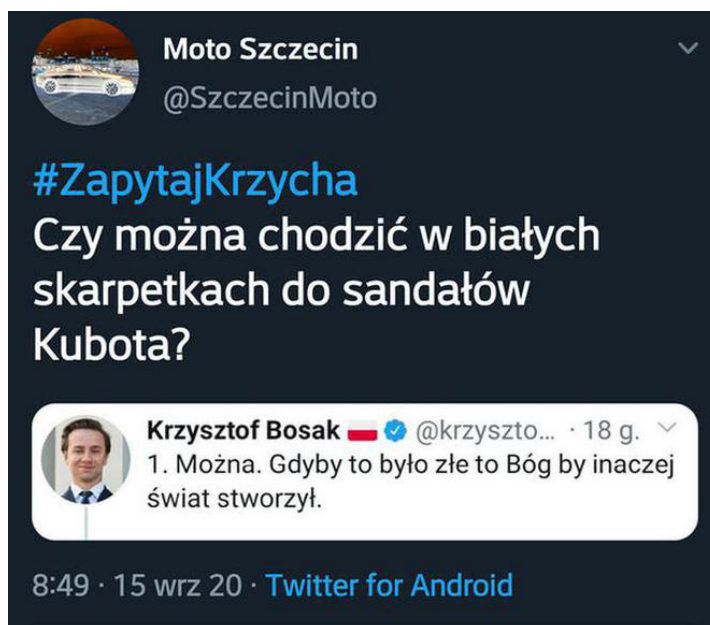 Moto Szczecin
@SzczecinMoto
#ZapytajKrzycha
Czy można chodzić w białych
skarpetkach do sandałów
Kubota?
Krzysztof Bosak 🇵🇱 @krzyszto... · 18 g.
1. Można. Gdyby to było złe to Bóg by inaczej
świat stworzył.
8:49 · 15 wrz 20 · Twitter for Android